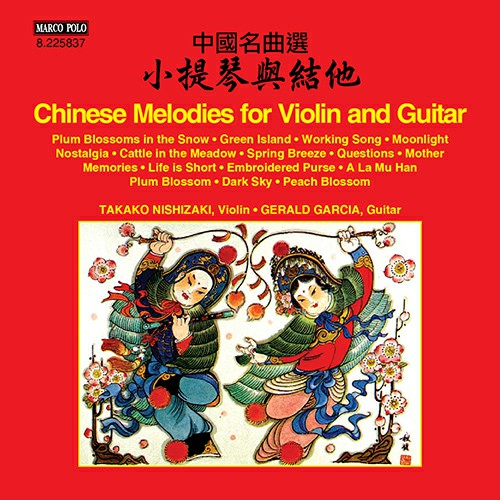 MARCO POLO
8.225837
中國名曲選
小提琴與結他
Chinese Melodies for Violin and Guitar
Plum Blossoms in the Snow • Green Island • Working Song • Moonlight
Nostalgia • Cattle in the Meadow • Spring Breeze • Questions • Mother
Memories • Life is Short • Embroidered Purse • A La Mu Han
Plum Blossom • Dark Sky • Peach Blossom
TAKAKO NISHIZAKI, Violin • GERALD GARCIA, Guitar